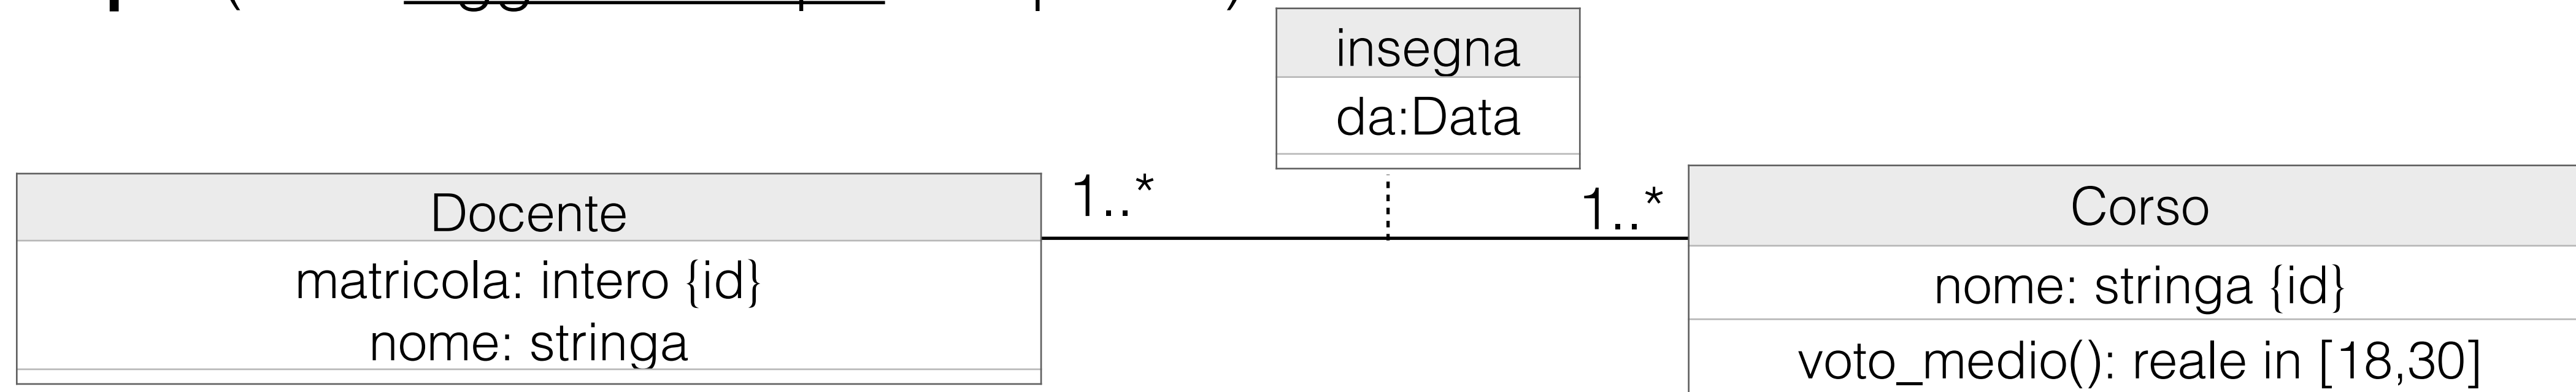 insegna
da:Data
1..*
1..*
Docente
matricola: intero {id}
nome: stringa
Corso
nome: stringa {id}
voto_medio(): reale in [18,30]